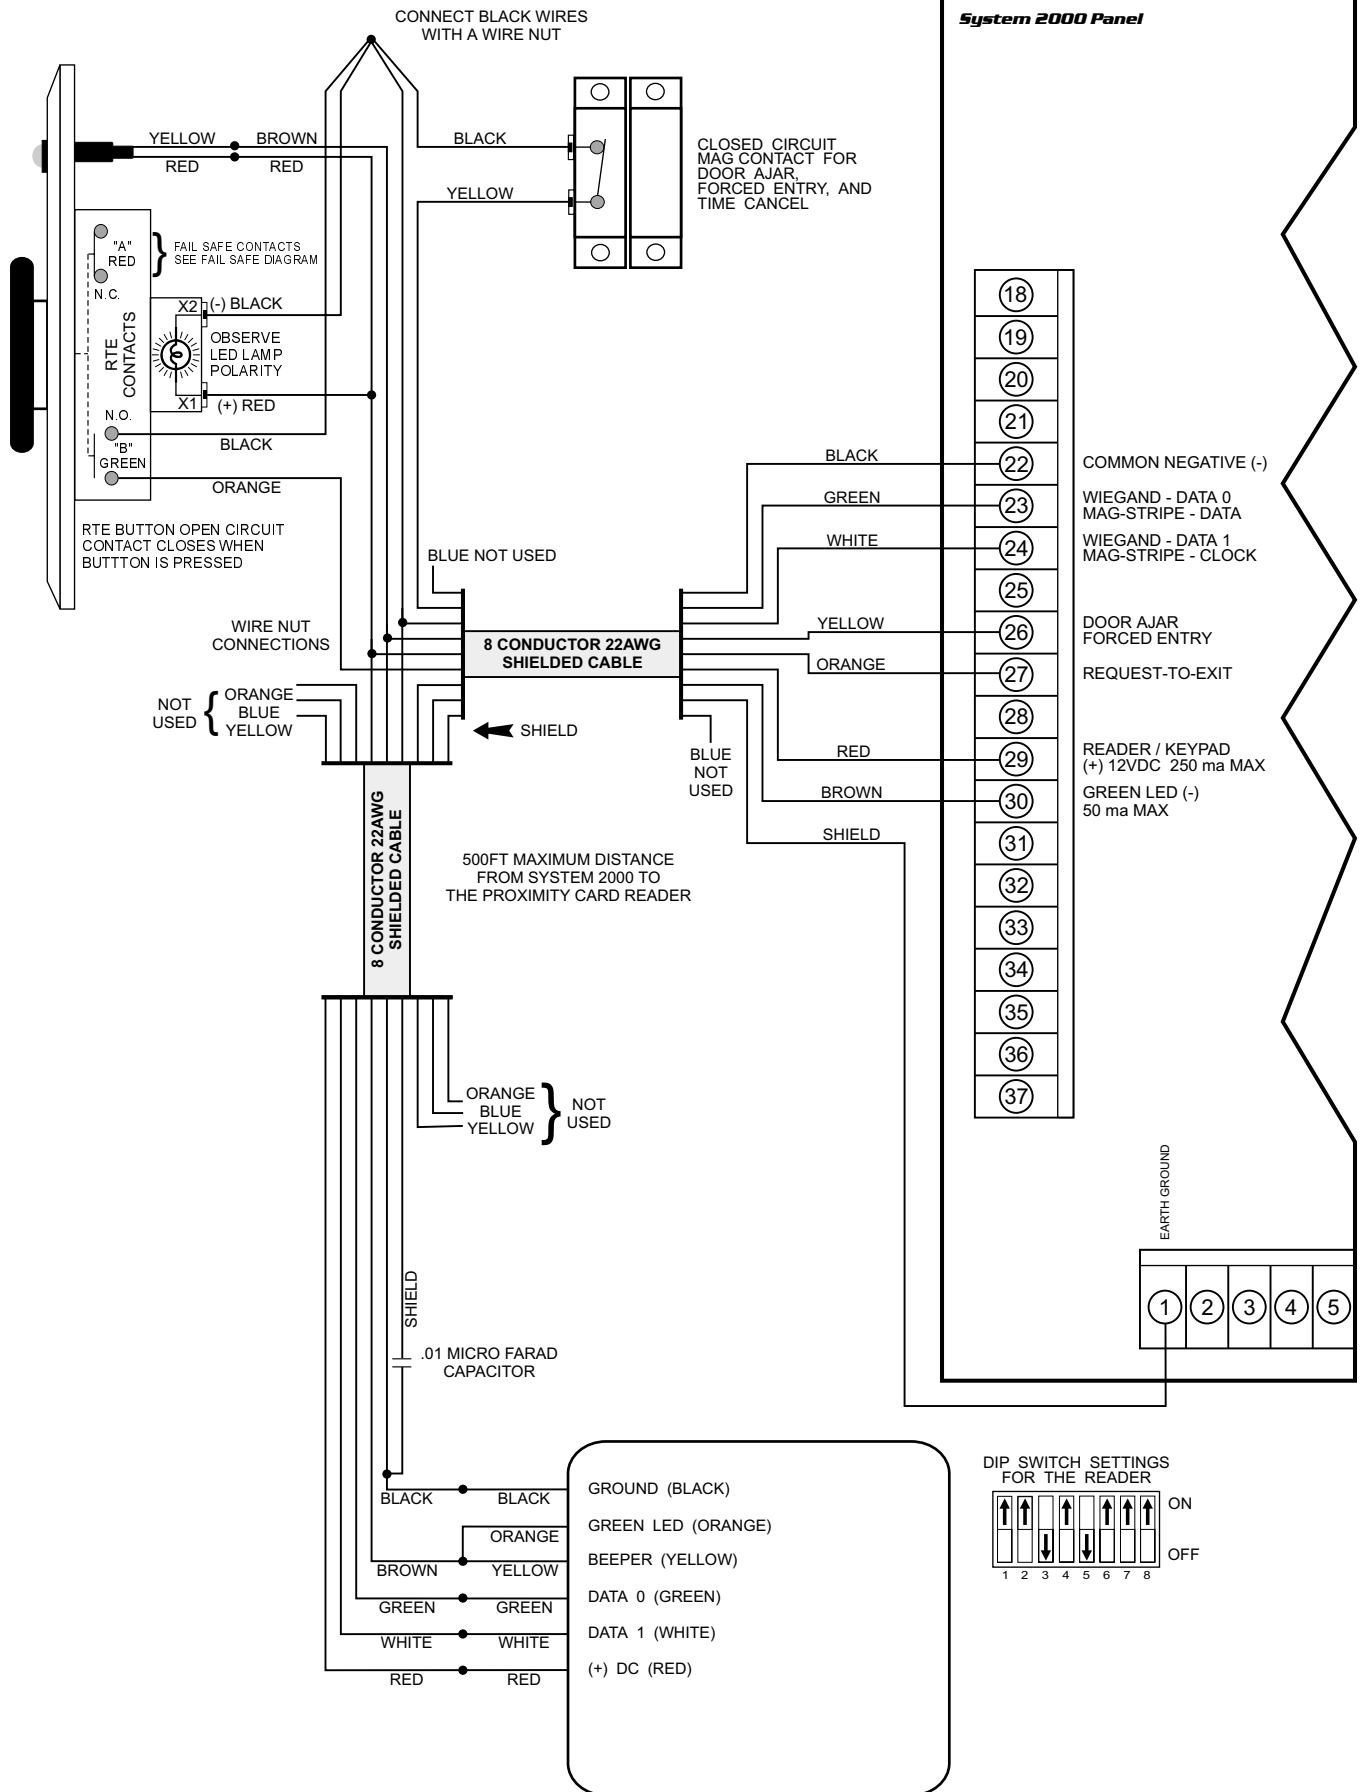 CONNECT BLACK WIRES
WITH A WIRE NUT
System 2000 Panel
YELLOW
BROWN
RED
RED
BLACK
YELLOW
CLOSED CIRCUIT
MAG CONTACT FOR
DOOR AJAR,
FORCED ENTRY, AND
TIME CANCEL
"A"
RED
}
FAIL SAFE CONTACTS
SEE FAIL SAFE DIAGRAM
N.C.
X2
(-) BLACK
RTE
CONTACTS
OBSERVE
LED LAMP
POLARITY
X1
(+) RED
N.O.
"B"
GREEN
BLACK
ORANGE
RTE BUTTON OPEN CIRCUIT
CONTACT CLOSES WHEN
BUTTTON IS PRESSED
BLUE NOT USED
WIRE NUT
CONNECTIONS
8 CONDUCTOR 22AWG
SHIELDED CABLE
NOT
USED
{
ORANGE
BLUE
YELLOW
SHIELD
BLUE
NOT
USED
BLACK
GREEN
WHITE
YELLOW
ORANGE
RED
BROWN
SHIELD
18
19
20
21
22
23
24
25
26
27
28
29
30
31
32
33
34
35
36
37
COMMON NEGATIVE (-)
WIEGAND - DATA 0
MAG-STRIPE - DATA
WIEGAND - DATA 1
MAG-STRIPE - CLOCK
DOOR AJAR
FORCED ENTRY
REQUEST-TO-EXIT
READER / KEYPAD
(+) 12VDC 250 ma MAX
GREEN LED (-)
50 ma MAX
8 CONDUCTOR 22AWG
SHIELDED CABLE
500FT MAXIMUM DISTANCE
FROM SYSTEM 2000 TO
THE PROXIMITY CARD READER
ORANGE
BLUE
YELLOW
}
NOT
USED
EARTH GROUND
1
2
3
4
5
SHIELD
.01 MICRO FARAD
CAPACITOR
BLACK
BLACK
GROUND (BLACK)
ORANGE
GREEN LED (ORANGE)
BROWN
YELLOW
BEEPER (YELLOW)
GREEN
GREEN
DATA 0 (GREEN)
WHITE
WHITE
DATA 1 (WHITE)
RED
RED
(+) DC (RED)
DIP SWITCH SETTINGS
FOR THE READER
ON
OFF
1 2 3 4 5 6 7 8